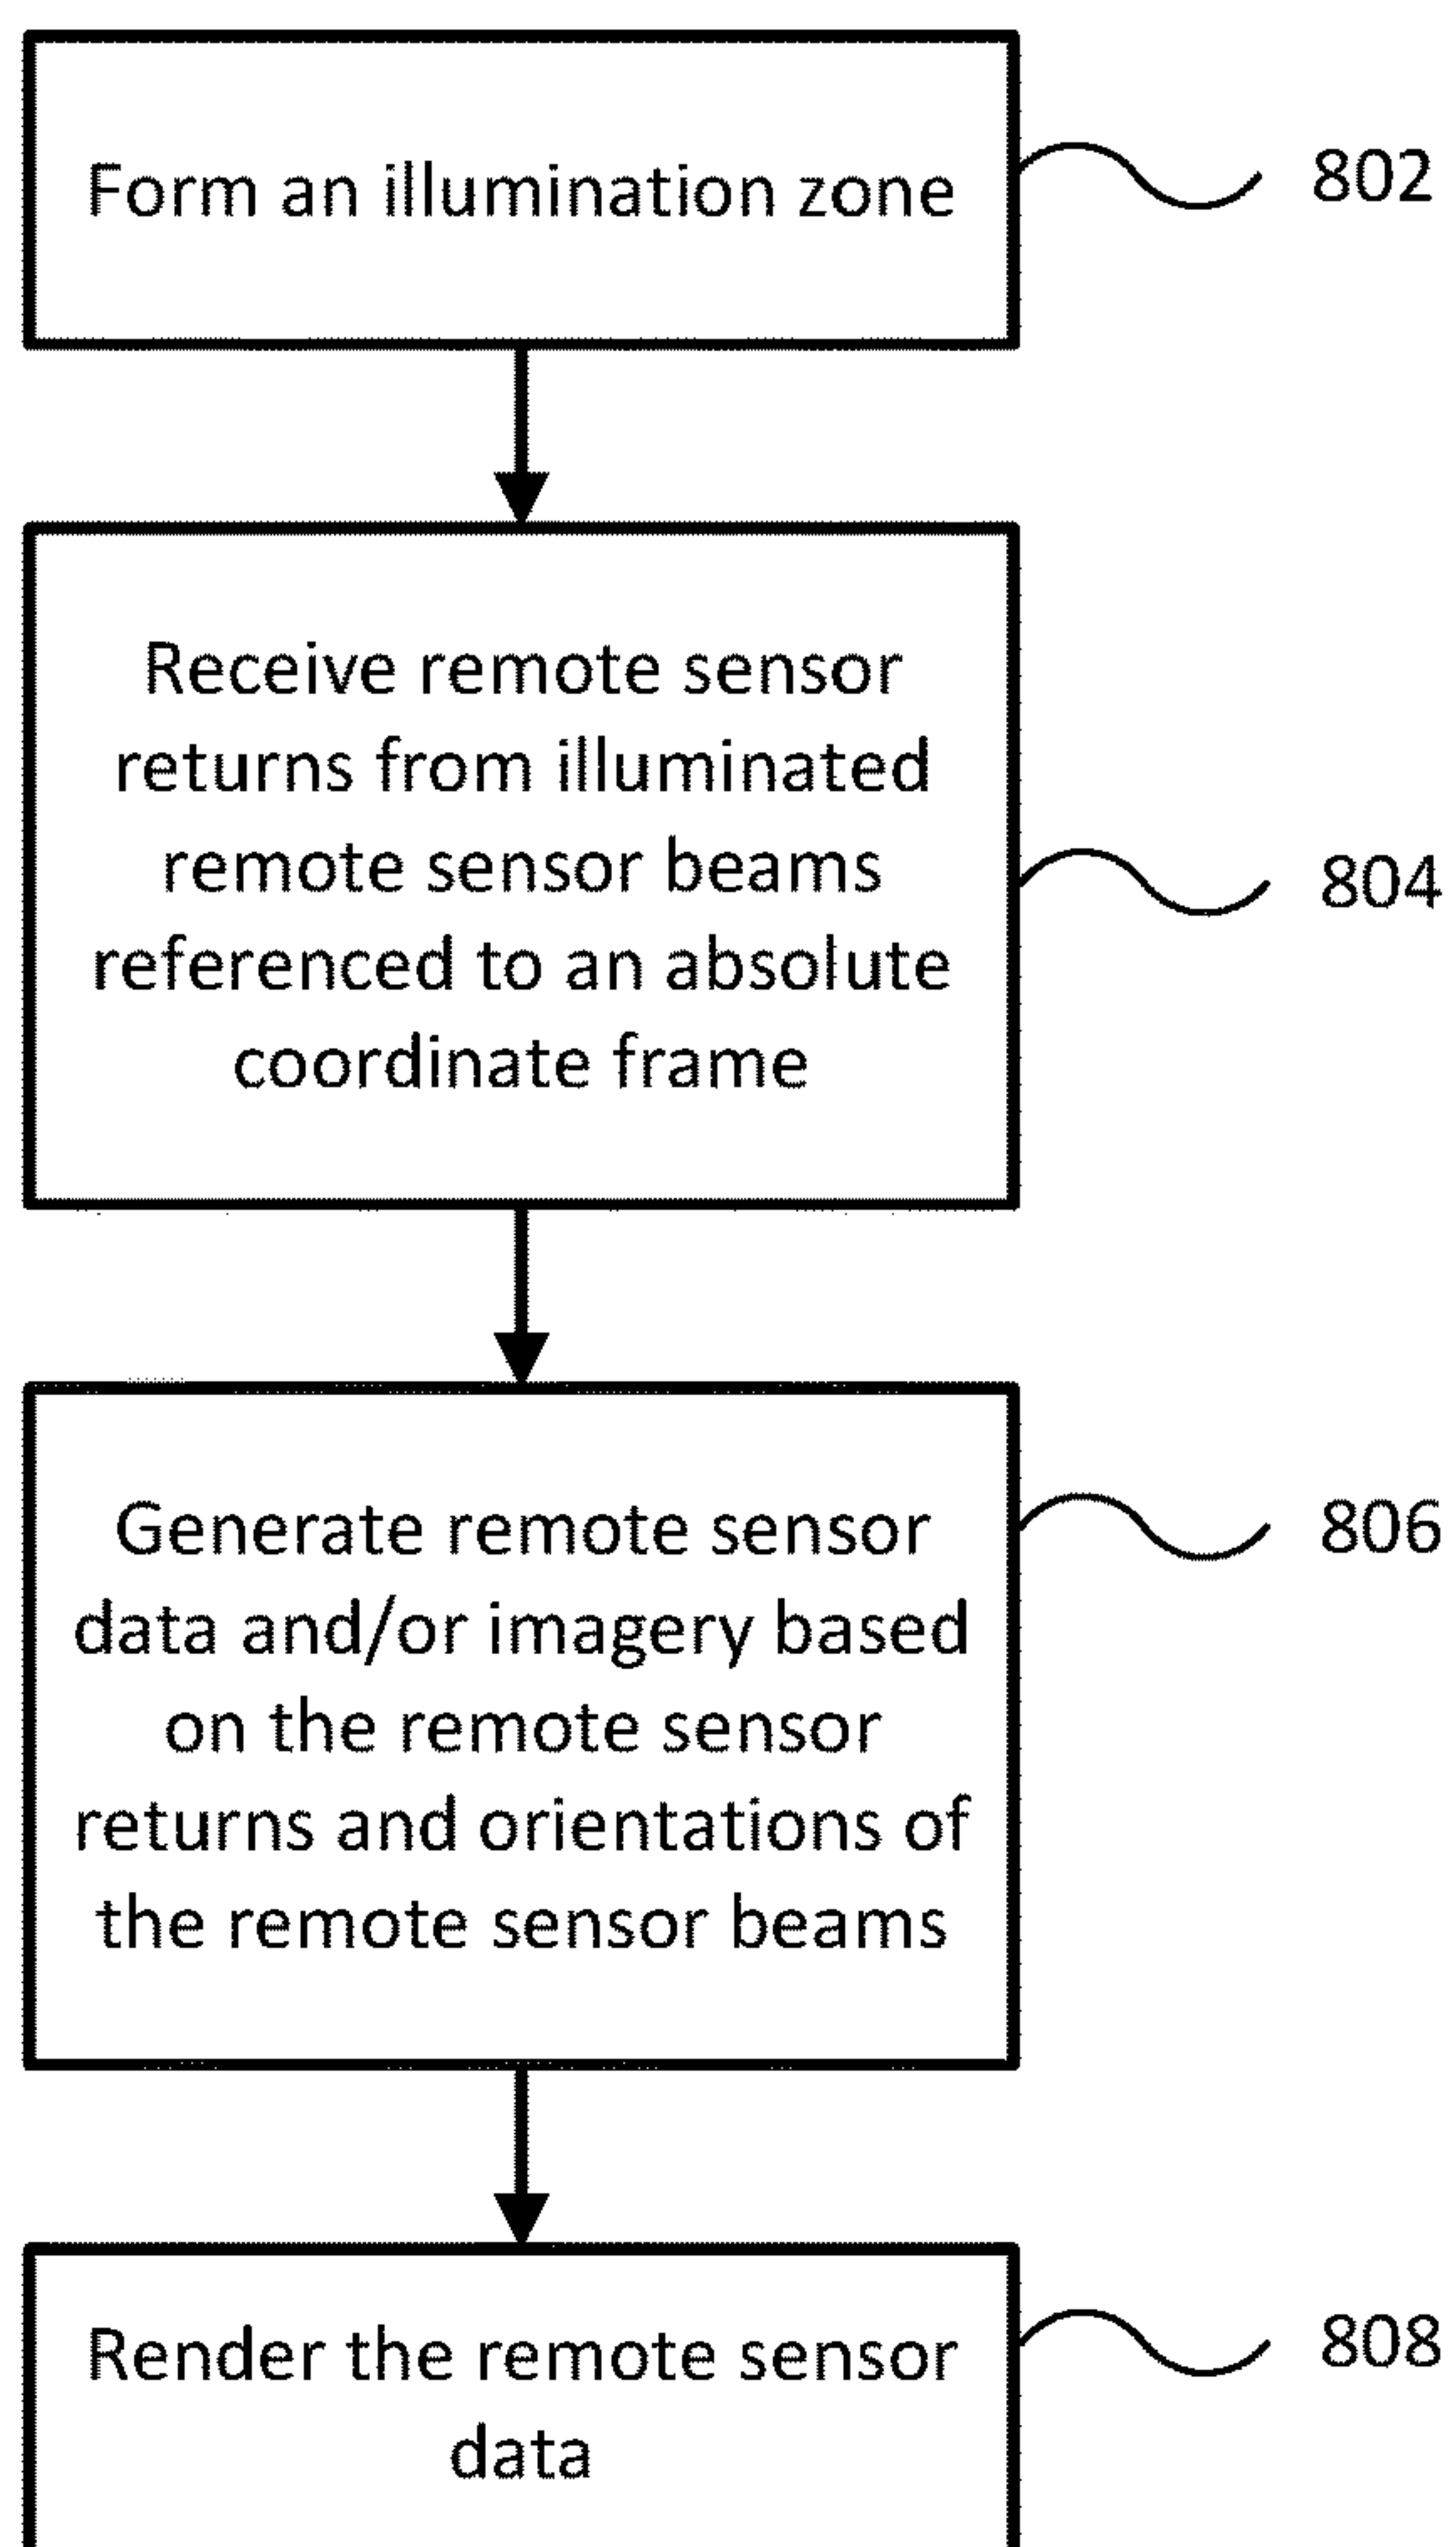 Form an illumination zone
802
Receive remote sensor
returns from illuminated
remote sensor beams
referenced to an absolute
coordinate frame
804
Generate remote sensor
data and/or imagery based
on the remote sensor
returns and orientations of
the remote sensor beams
806
Render the remote sensor
data
808